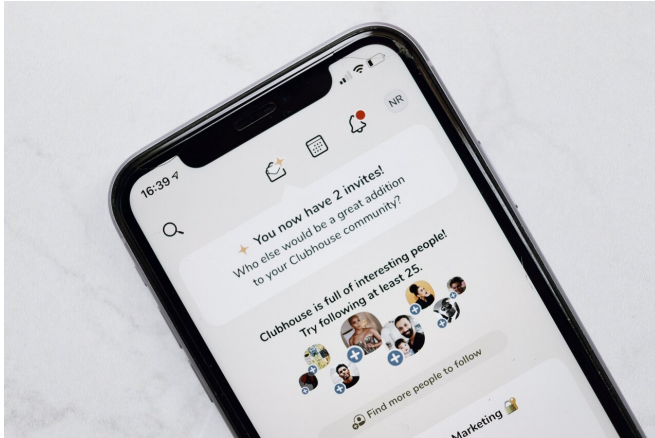 16:39
NR
You now have 2 invites!
Who else would be a great addition
to your Clubhouse community?
Clubhouse is full of interesting people!
Try following at least 25.
Find more people to follow
Marketing